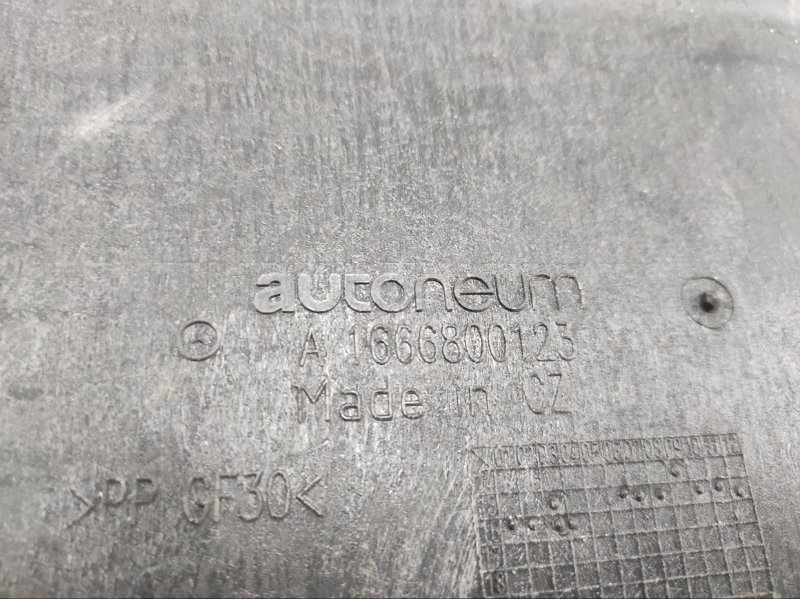 autoneum
A 1666800123
Made in CZ
>PP GF30<